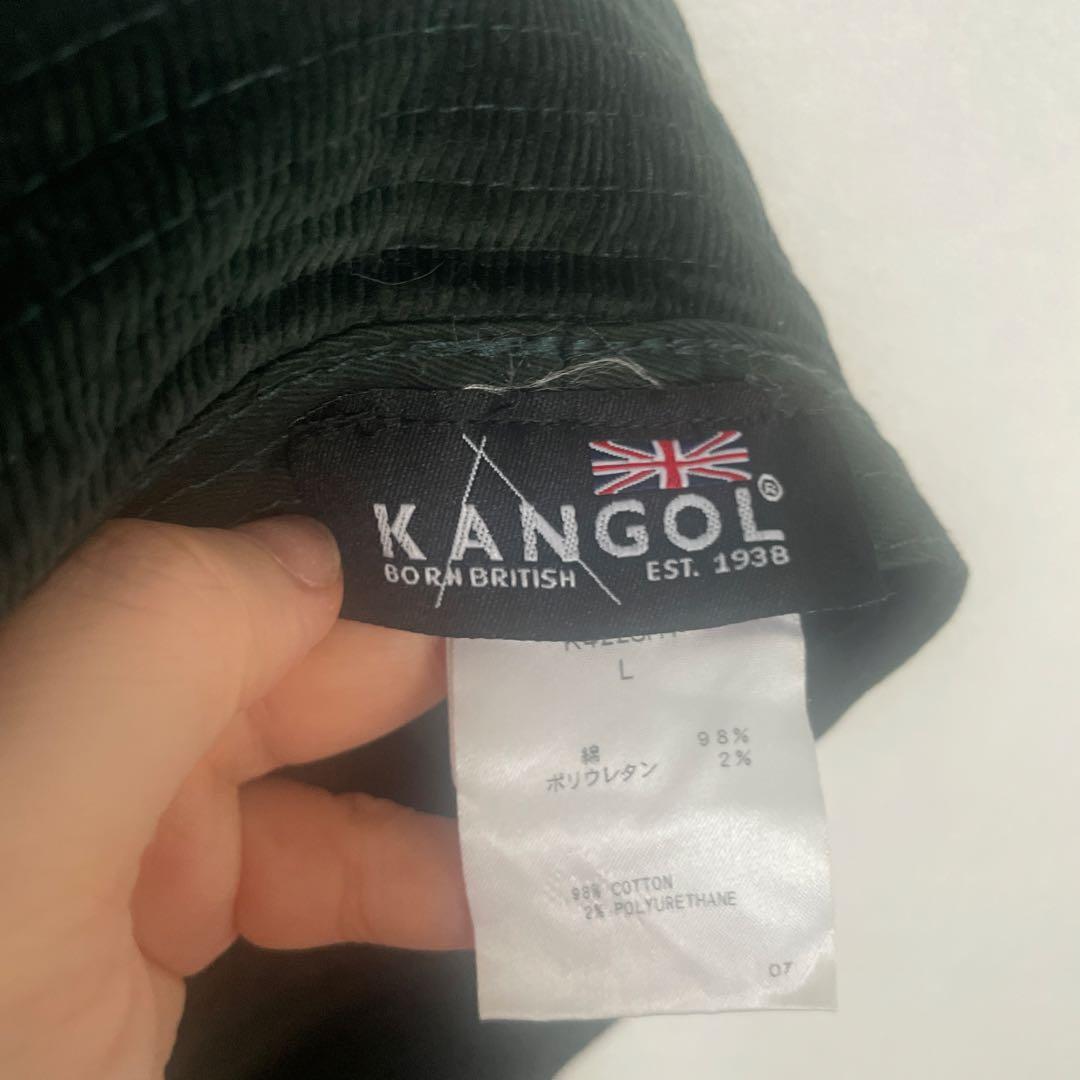 KANGOL®
BORN BRITISH EST. 1938
L
綿 98%
ポリウレタン 2%
98% COTTON
2% POLYURETHANE
07